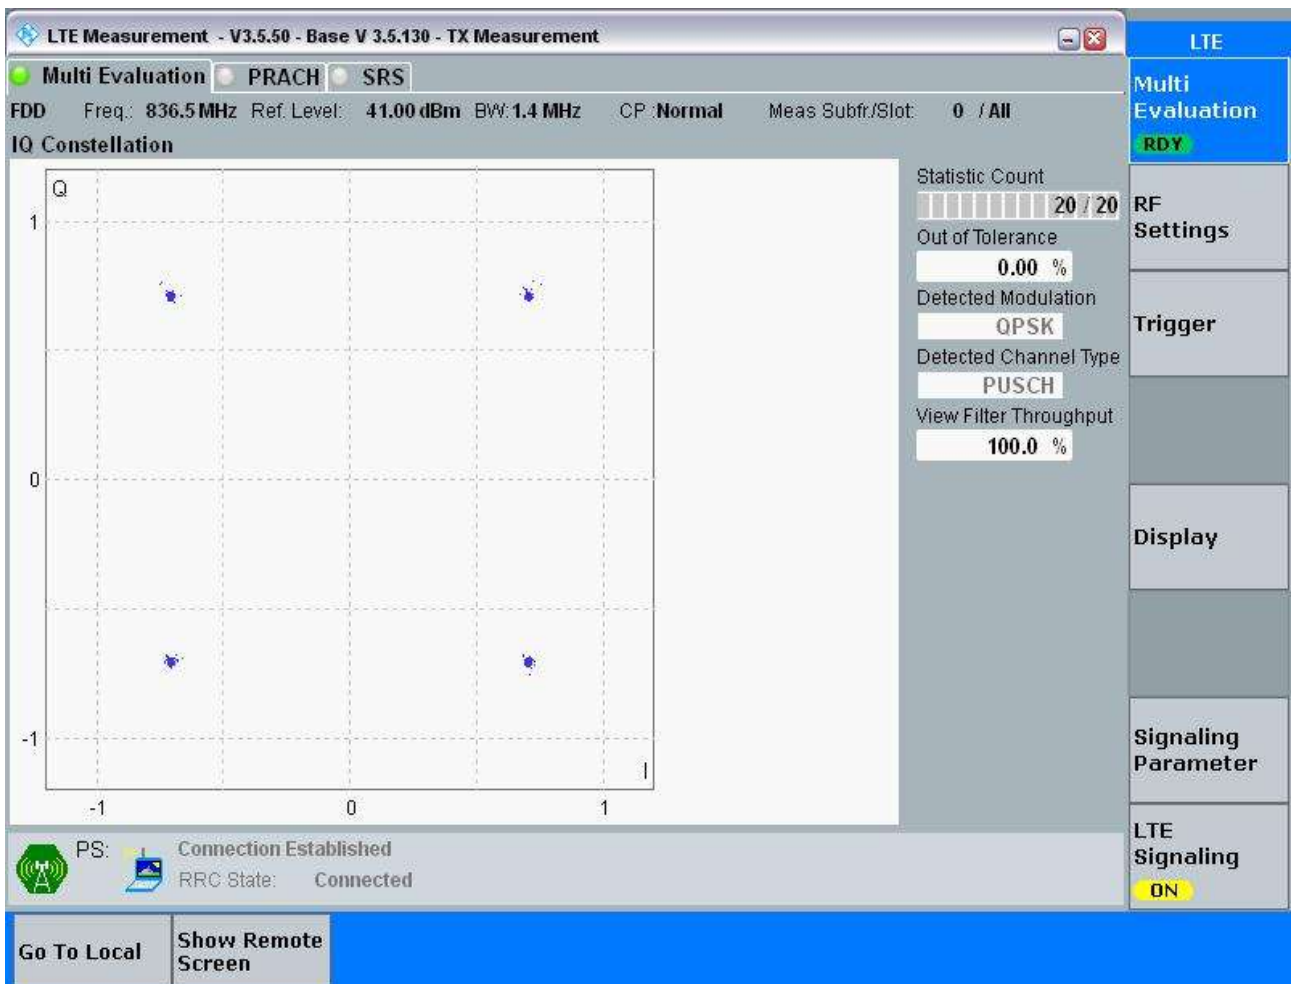 LTE Measurement - V3.5.50 - Base V 3.5.130 - TX Measurement
Multi Evaluation PRACH SRS
FDD Freq.: 836.5 MHz Ref. Level: 41.00 dBm BW: 1.4 MHz CP :Normal Meas Subfr./Slot: 0 / All
IQ Constellation
Q
1
0
-1
I
-1 0 1
Statistic Count
20 / 20
Out of Tolerance
0.00 %
Detected Modulation
QPSK
Detected Channel Type
PUSCH
View Filter Throughput
100.0 %
PS: Connection Established
RRC State: Connected
LTE
Multi
Evaluation
RDY
RF
Settings
Trigger
Display
Signaling
Parameter
LTE
Signaling
ON
Go To Local
Show Remote
Screen